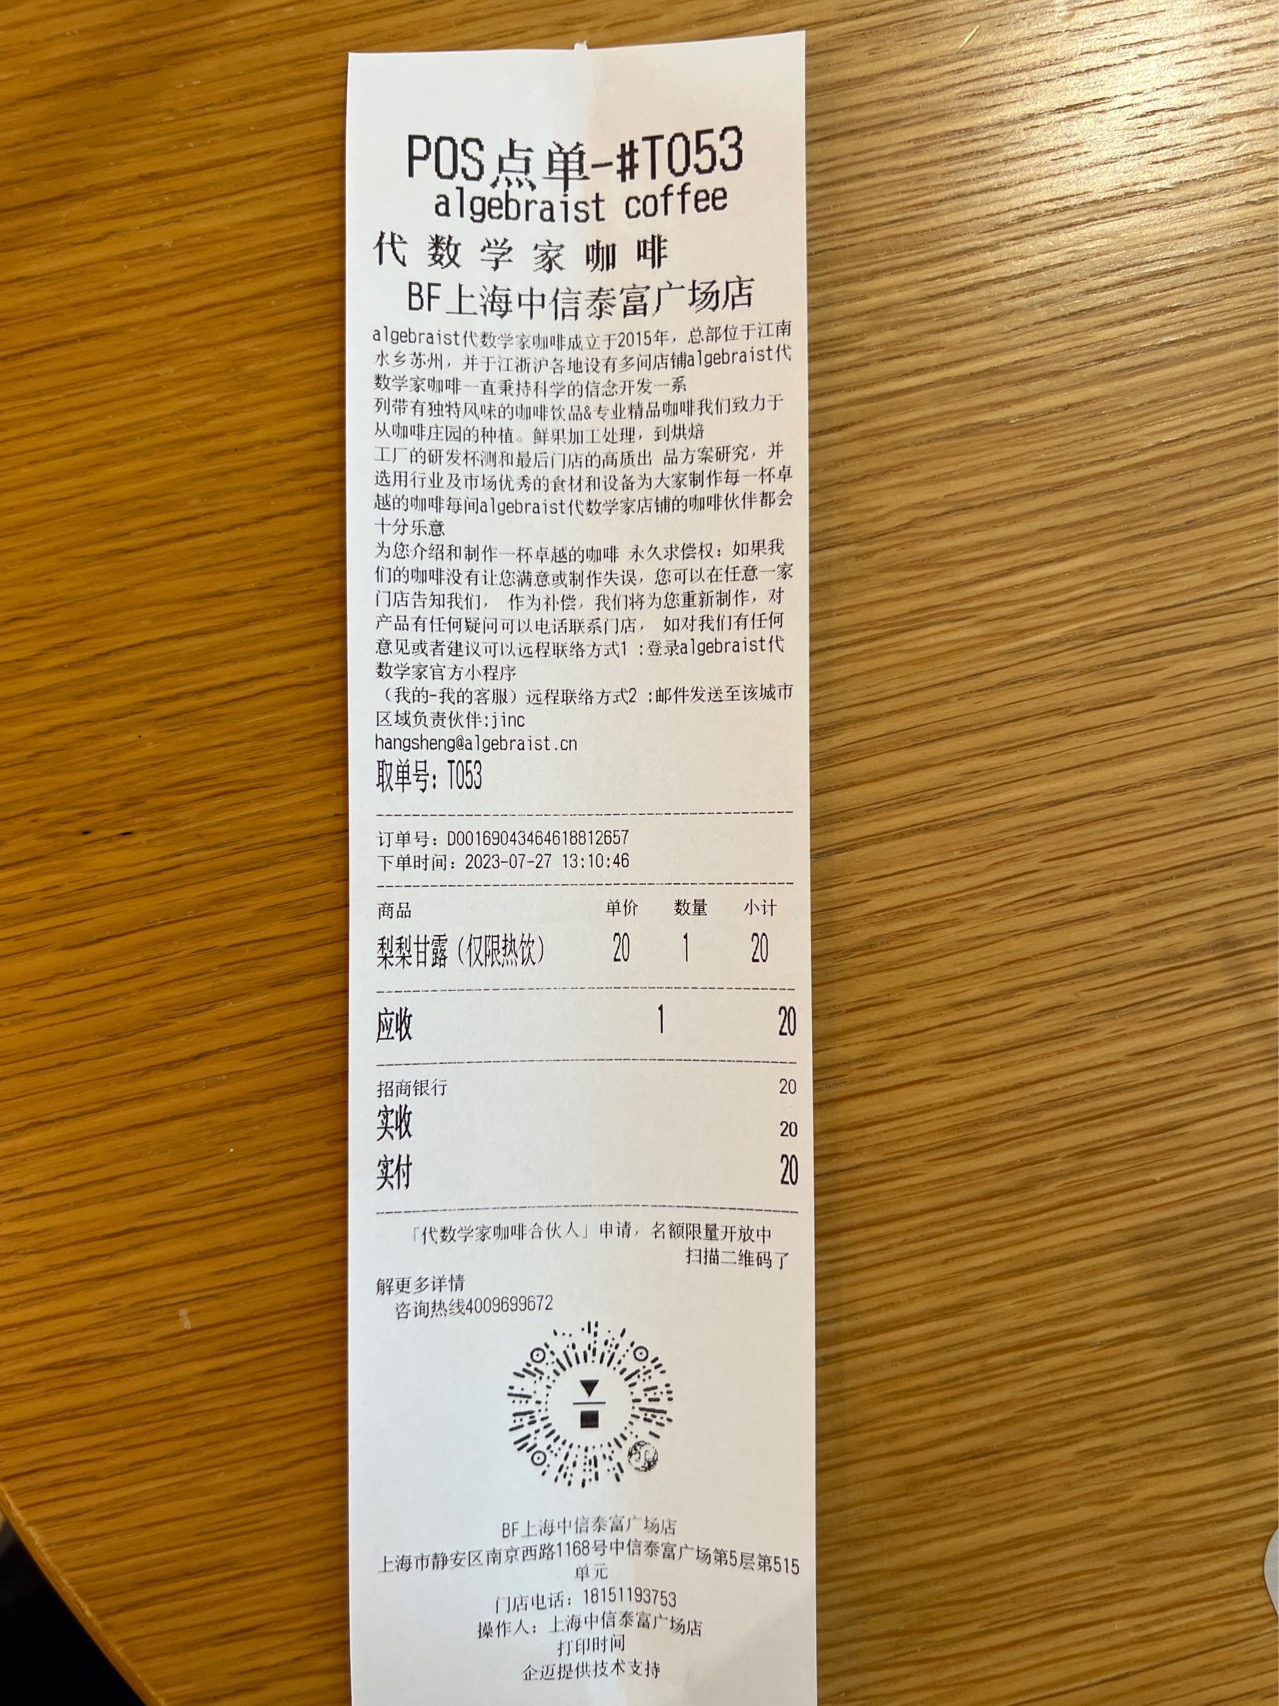 POS点单-#T053
algebraist coffee
代数学家咖啡
BF上海中信泰富广场店
algebraist代数学家咖啡成立于2015年，总部位于江南
水乡苏州，并于江浙沪各地设有多间店铺algebraist代
数学家咖啡一直秉持科学的信念开发一系
列带有独特风味的咖啡饮品&专业精品咖啡我们致力于
从咖啡庄园的种植。鲜果加工处理，到烘焙
工厂的研发杯测和最后门店的高质出 品方案研究，并
选用行业及市场优秀的食材和设备为大家制作每一杯卓
越的咖啡每间algebraist代数学家店铺的咖啡伙伴都会
十分乐意
为您介绍和制作一杯卓越的咖啡 永久求偿权：如果我
们的咖啡没有让您满意或制作失误，您可以在任意一家
门店告知我们， 作为补偿，我们将为您重新制作，对
产品有任何疑问可以电话联系门店， 如对我们有任何
意见或者建议可以远程联络方式1 :登录algebraist代
数学家官方小程序
（我的-我的客服）远程联络方式2 :邮件发送至该城市
区域负责伙伴:jinc
hangsheng@algebraist.cn
取单号：T053
订单号：D00169043464618812657
下单时间：2023-07-27 13:10:46
商品 单价 数量 小计
梨梨甘露（仅限热饮） 20 1 20
应收 1 20
招商银行 20
实收 20
实付 20
「代数学家咖啡合伙人」申请，名额限量开放中
扫描二维码了
解更多详情
咨询热线4009699672
BF上海中信泰富广场店
上海市静安区南京西路1168号中信泰富广场第5层第515
单元
门店电话：18151193753
操作人：上海中信泰富广场店
打印时间
企迈提供技术支持